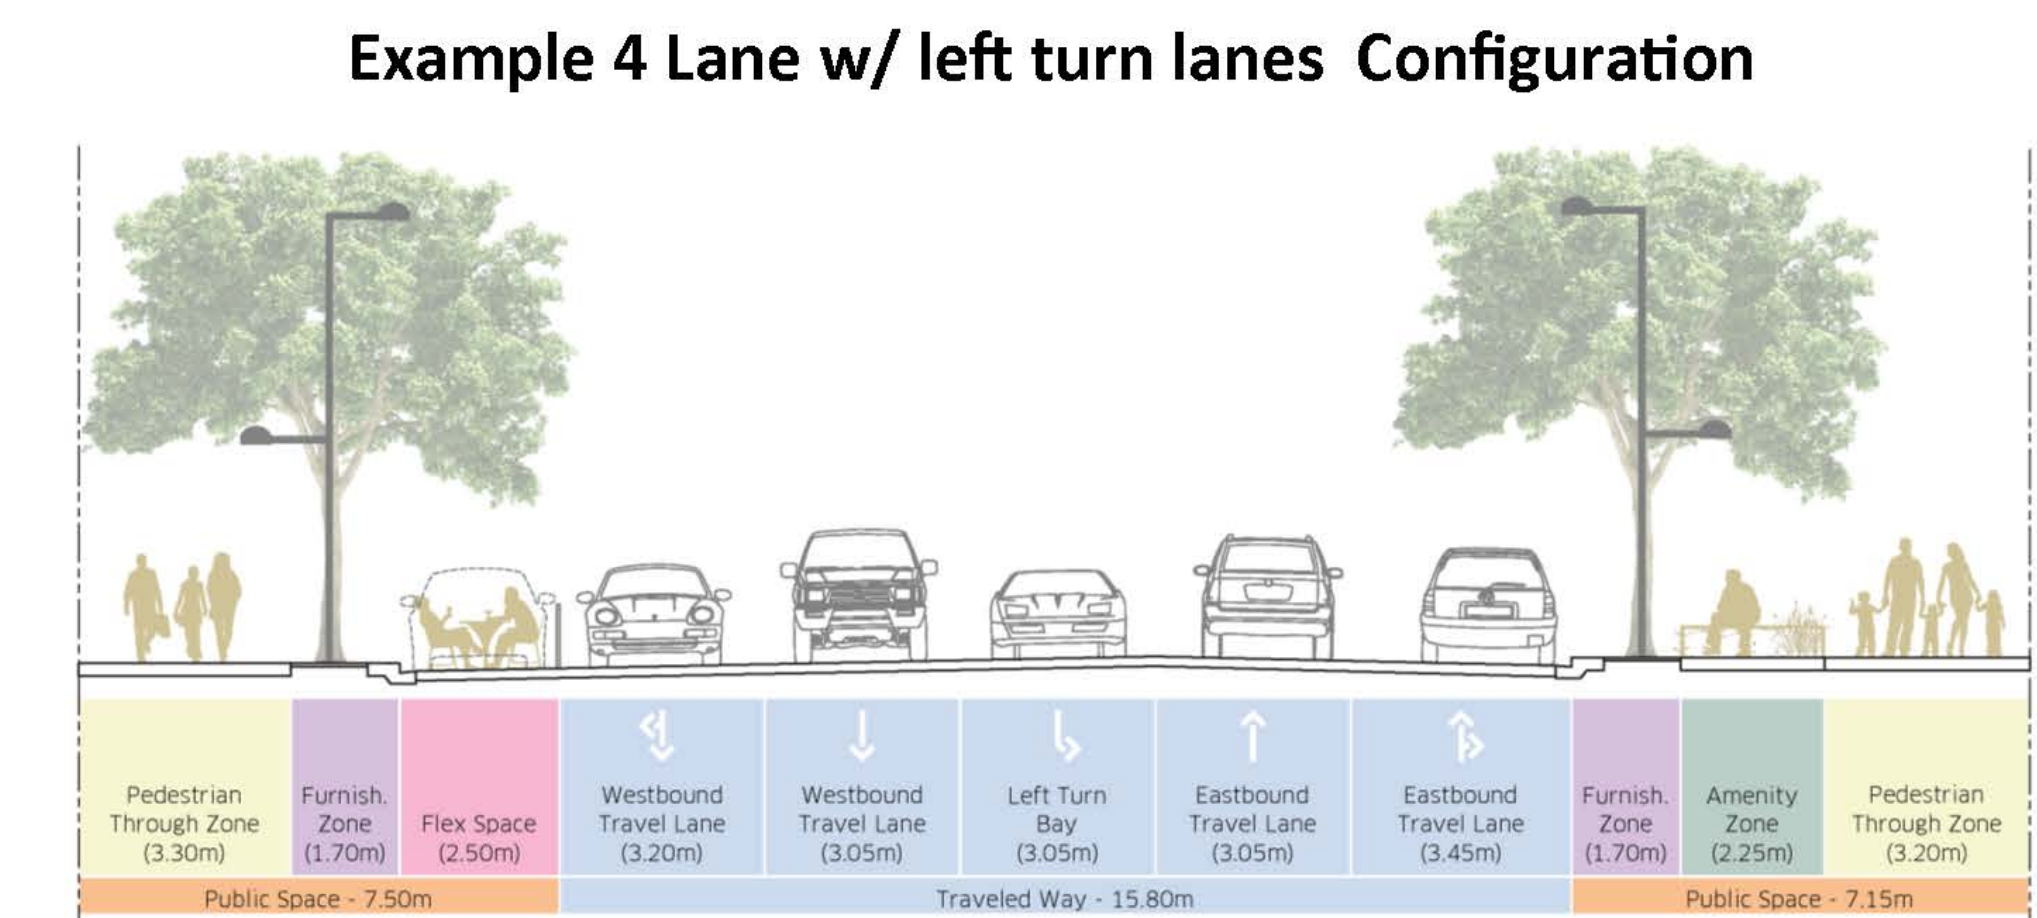 Example 4 Lane w/ left turn lanes Configuration
Pedestrian
Through Zone
(3.30m)
Furnish.
Zone
(1.70m)
Flex Space
(2.50m)
Westbound
Travel Lane
(3.20m)
Westbound
Travel Lane
(3.05m)
Left Turn
Bay
(3.05m)
Eastbound
Travel Lane
(3.05m)
Eastbound
Travel Lane
(3.45m)
Furnish.
Zone
(1.70m)
Amenity
Zone
(2.25m)
Pedestrian
Through Zone
(3.20m)
Public Space - 7.50m
Traveled Way - 15.80m
Public Space - 7.15m